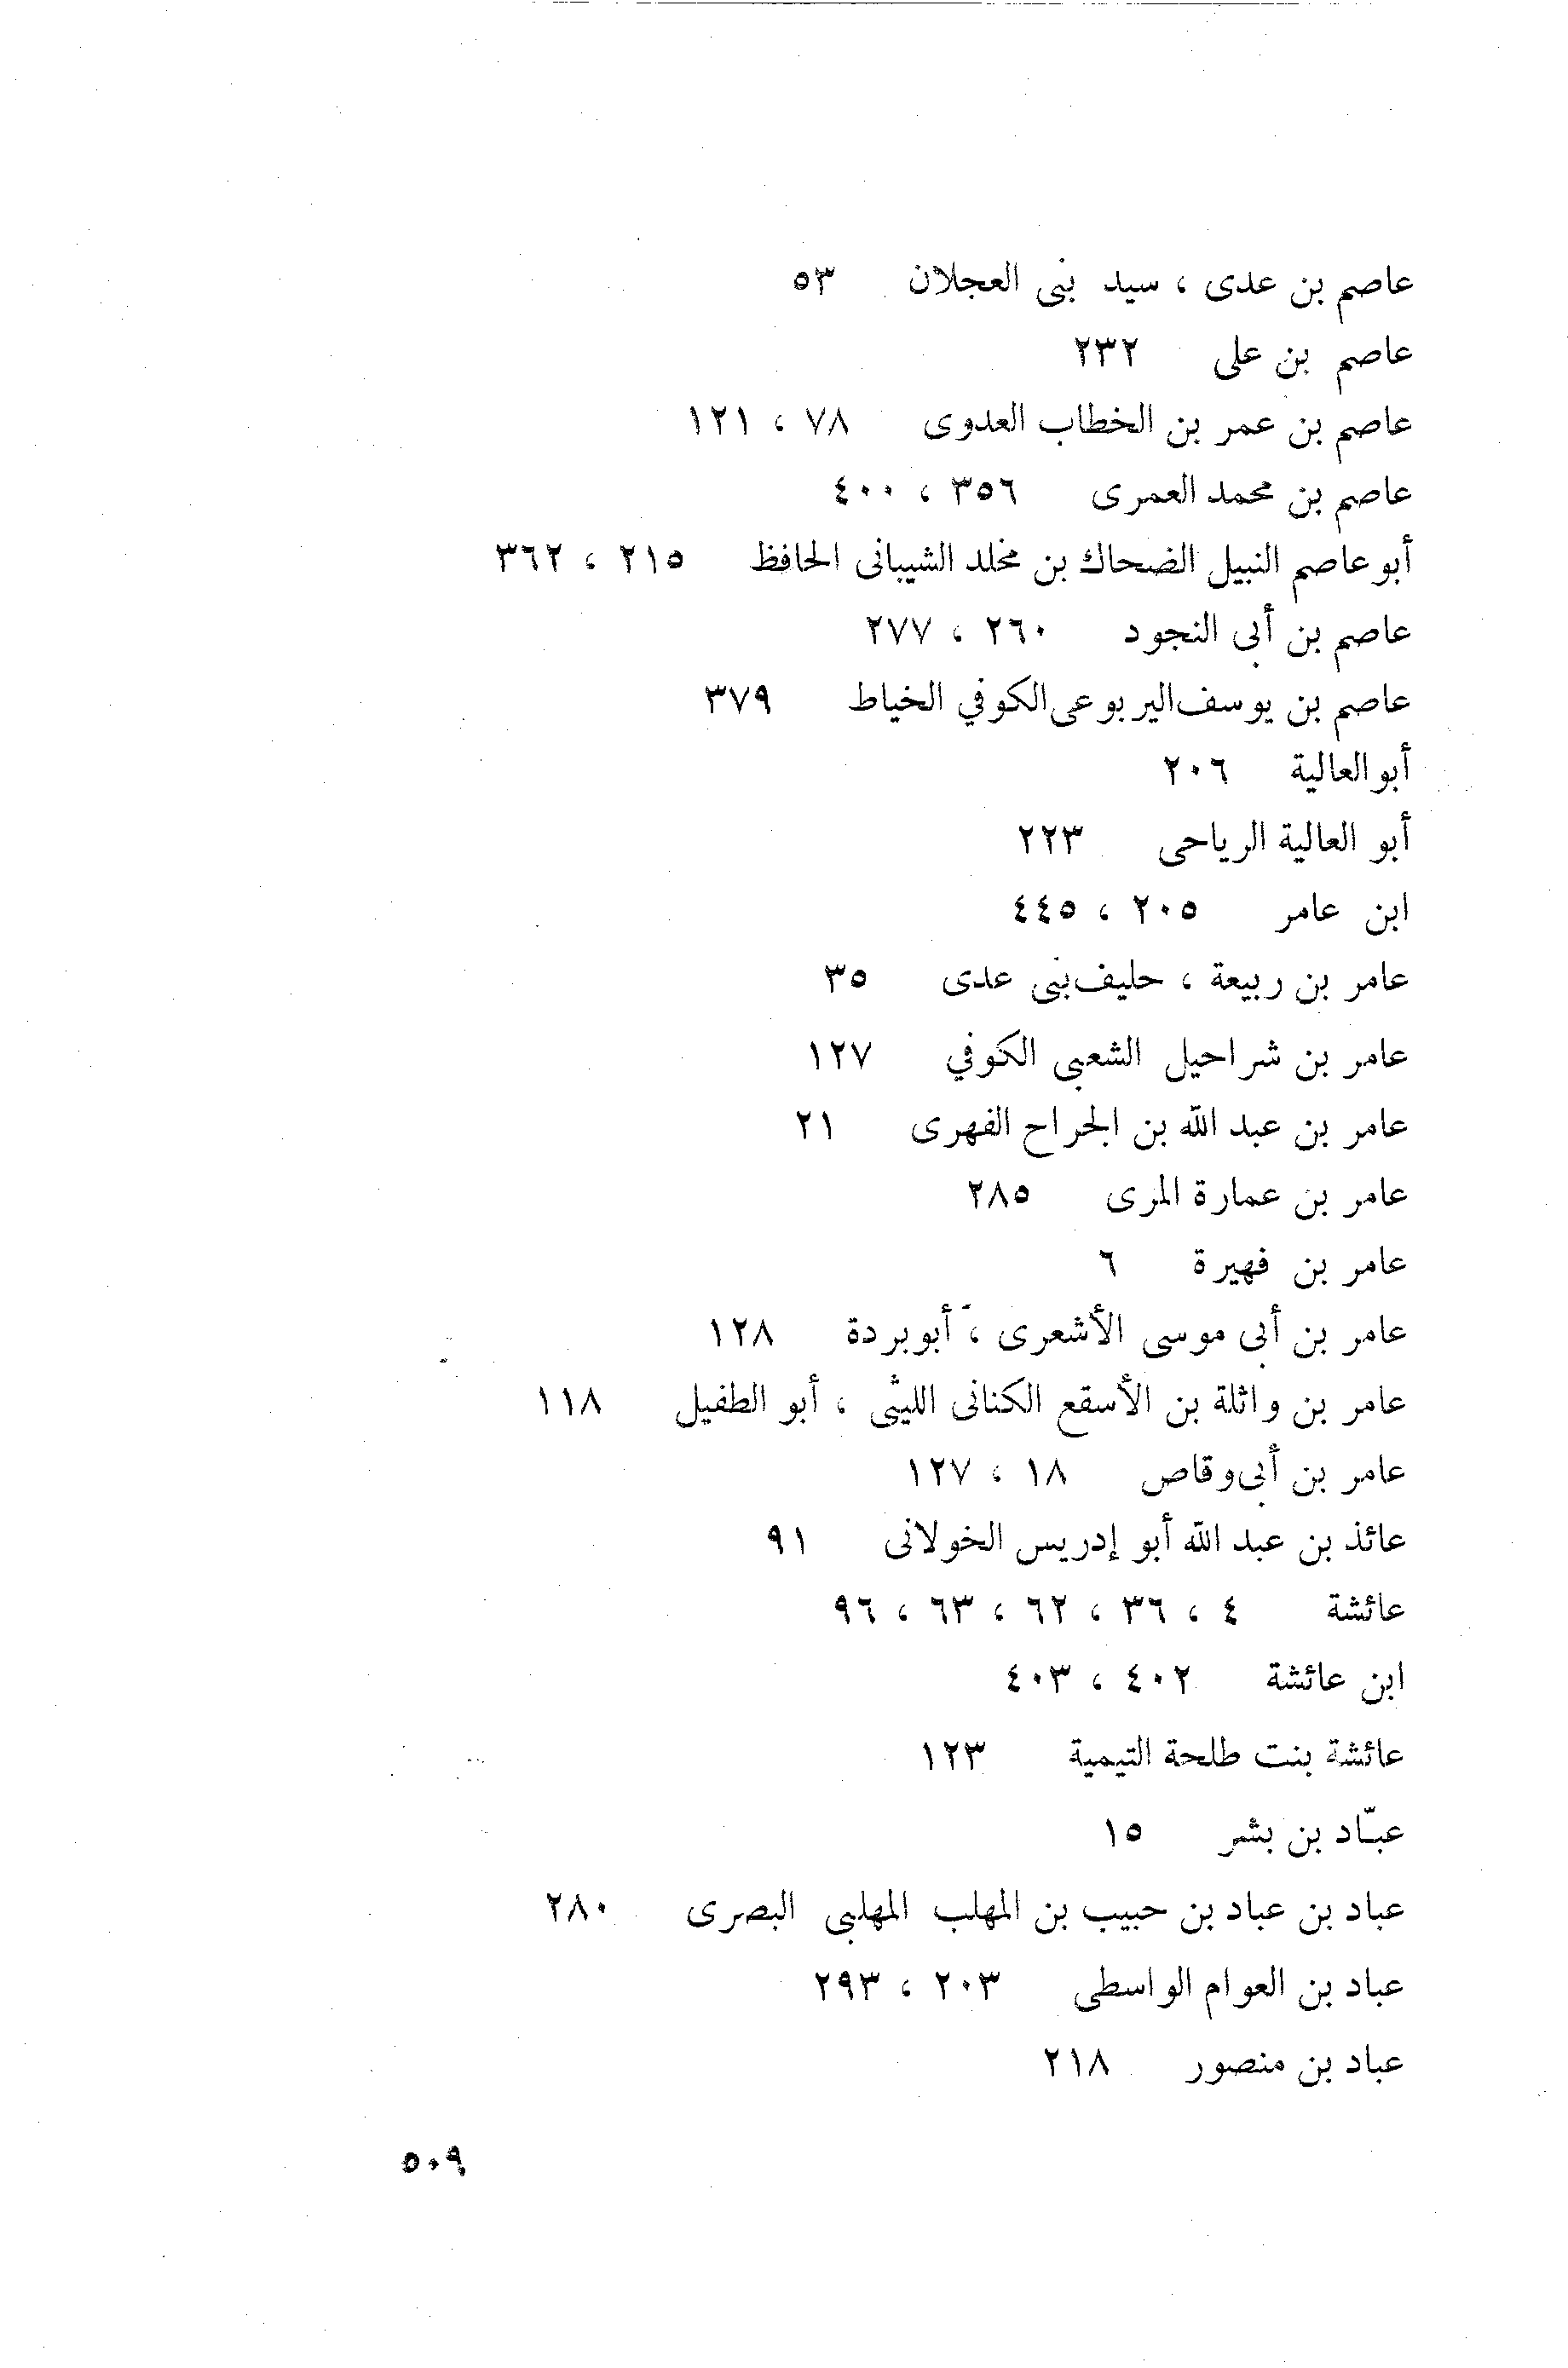 عاصم بن عدى ، سيد بنى العجلان ٥٣
عاصم بن على ٢٣٢
عاصم بن عمر بن الخطاب العدوى ٧٨ ، ١٢١
عاصم بن محمد العمرى ٣٥٦ ، ٤٠٠
أبو عاصم النبيل الضحاك بن مخلد الشيبانى الحافظ ٢١٥ ، ٣٦٢
عاصم بن أبى النجود ٢٦٠ ، ٢٧٧
عاصم بن يوسف اليربوعى الكوفي الخياط ٣٧٩
أبو العالية ٢٠٦
أبو العالية الرياحى ٢٢٣
ابن عامر ٢٠٥ ، ٤٤٥
عامر بن ربيعة ، حليف بنى عدى ٣٥
عامر بن شراحيل الشعبى الكوفي ١٢٧
عامر بن عبد الله بن الجراح الفهرى ٢١
عامر بن عمارة المرى ٢٨٥
عامر بن فهيرة ٦
عامر بن أبى موسى الأشعرى ، أبو بردة ١٢٨
عامر بن واثلة بن الأسقع الكنانى الليثى ، أبو الطفيل ١١٨
عامر بن أبى وقاص ١٨ ، ١٢٧
عائذ بن عبد الله أبو إدريس الخولانى ٩١
عائشة ٤ ، ٣٦ ، ٦٢ ، ٦٣ ، ٩٦
ابن عائشة ٤٠٢ ، ٤٠٣
عائشة بنت طلحة التيمية ١٢٣
عبّاد بن بشر ١٥
عباد بن عباد بن حبيب بن المهلب المهلبى البصرى ٢٨٠
عباد بن العوام الواسطى ٢٠٣ ، ٢٩٣
عباد بن منصور ٢١٨
٥٠٩